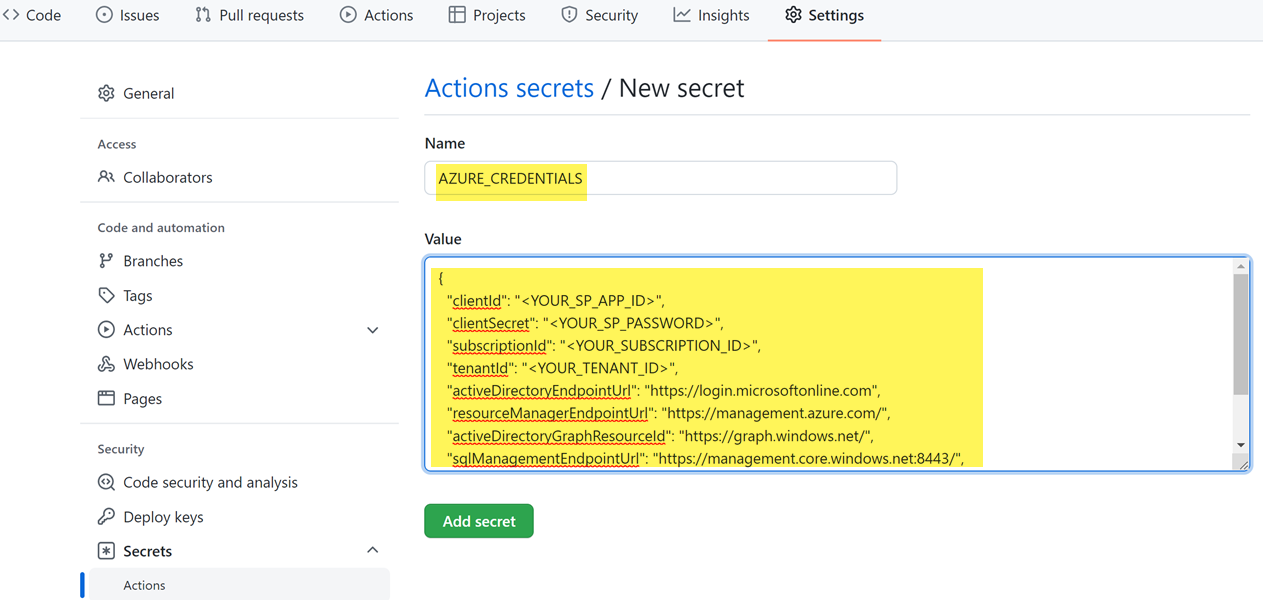 Code Issues Pull requests Actions Projects Security Insights Settings
General
Access
Collaborators
Code and automation
Branches
Tags
Actions
Webhooks
Pages
Security
Code security and analysis
Deploy keys
Secrets
Actions
Actions secrets / New secret
Name
AZURE_CREDENTIALS
Value
{
"clientId": "<YOUR_SP_APP_ID>",
"clientSecret": "<YOUR_SP_PASSWORD>",
"subscriptionId": "<YOUR_SUBSCRIPTION_ID>",
"tenantId": "<YOUR_TENANT_ID>",
"activeDirectoryEndpointUrl": "https://login.microsoftonline.com",
"resourceManagerEndpointUrl": "https://management.azure.com/",
"activeDirectoryGraphResourceId": "https://graph.windows.net/",
"sqlManagementEndpointUrl": "https://management.core.windows.net:8443/",
Add secret